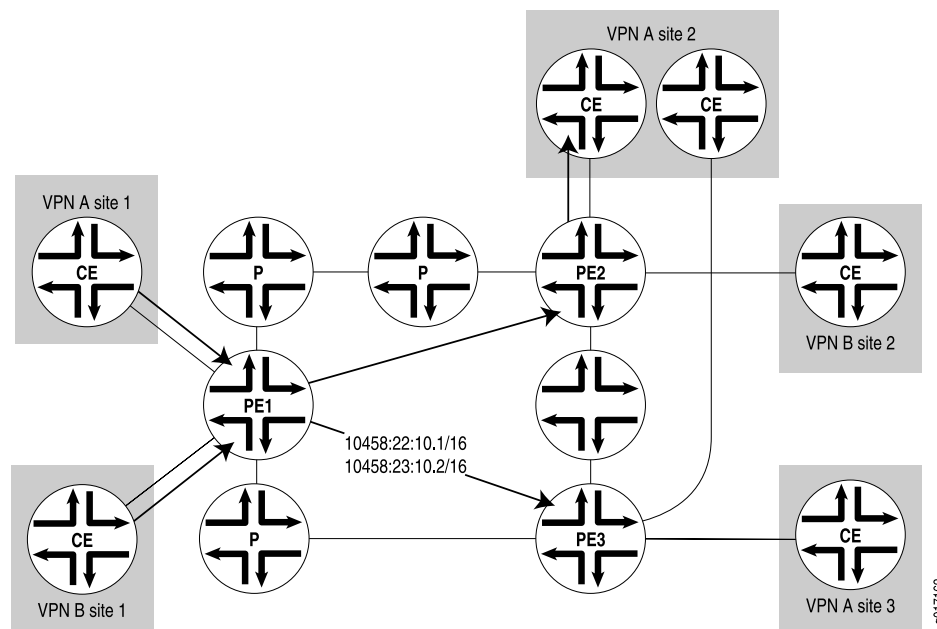 VPN A site 2
CE
CE
VPN A site 1
CE
P
P
PE2
CE
VPN B site 2
PE1
10458:22:10.1/16
10458:23:10.2/16
CE
P
PE3
CE
VPN B site 1
VPN A site 3